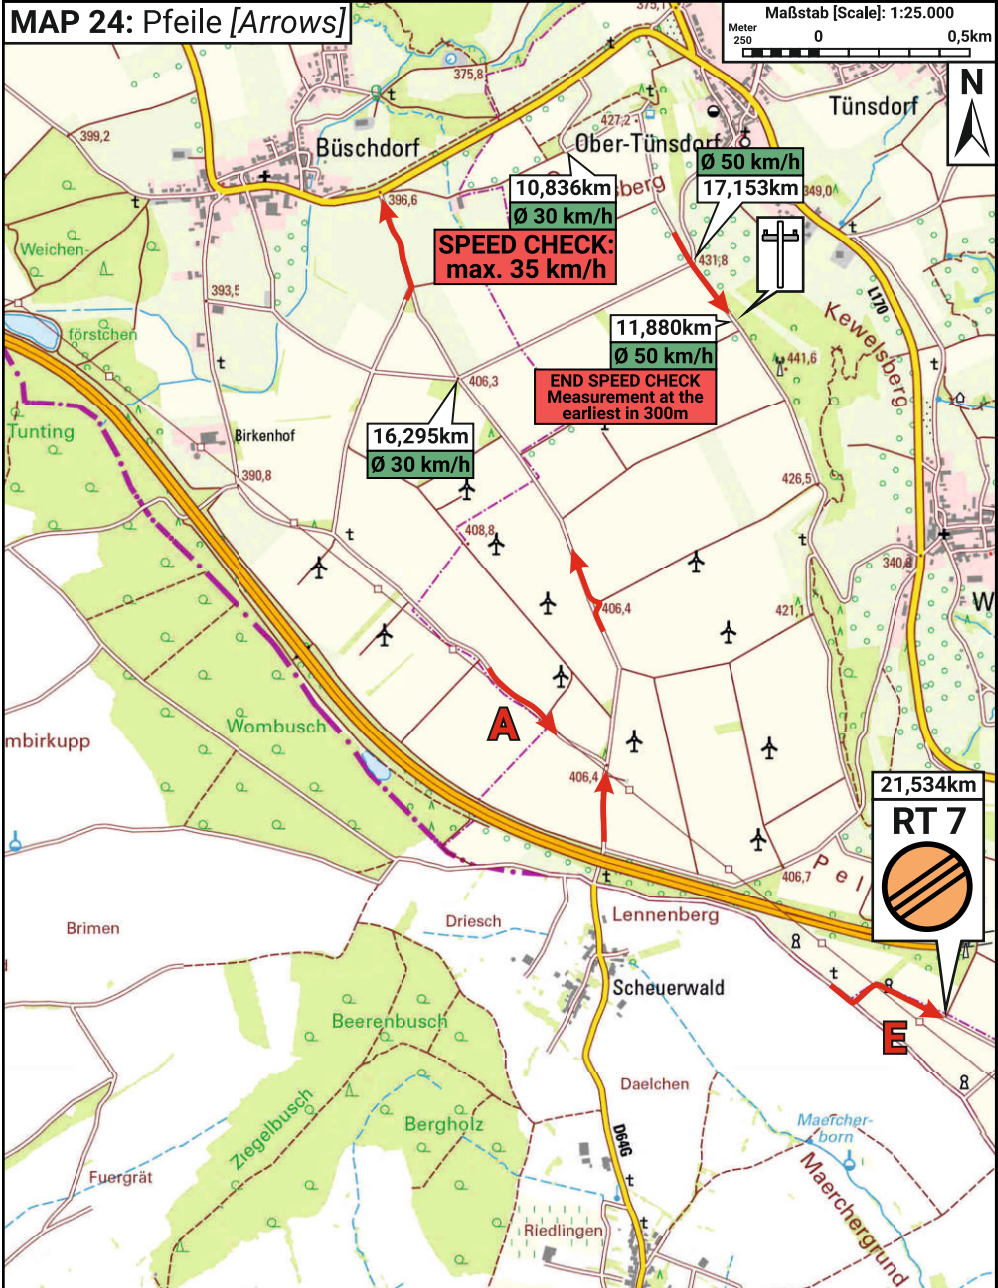 MAP 24: Pfeile [Arrows]
375,1
Maßstab [Scale]: 1:25.000
Meter
250
0
0,5km
N
375,8
399,2
Büschdorf
427,2
Ober-Tünsdorf
Tünsdorf
396,6
sberg
10,836km
Ø 30 km/h
SPEED CHECK:
max. 35 km/h
Ø 50 km/h
17,153km
349,0
431,8
Weichen-
förstchen
393,5
L170
Kewelsberg
11,880km
Ø 50 km/h
END SPEED CHECK
Measurement at the
earliest in 300m
441,6
406,3
Tunting
Birkenhof
16,295km
Ø 30 km/h
390,8
426,5
408,8
340,8
406,4
421,1
W
A
Wombusch
mbirkupp
406,4
21,534km
RT 7
406,7
Pel
Brimen
Driesch
Lennenberg
Scheuerwald
E
Beerenbusch
Daelchen
Ziegelbusch
Bergholz
D64G
Maercher-
born
Fuergrät
Maerchergrund
Riedlingen